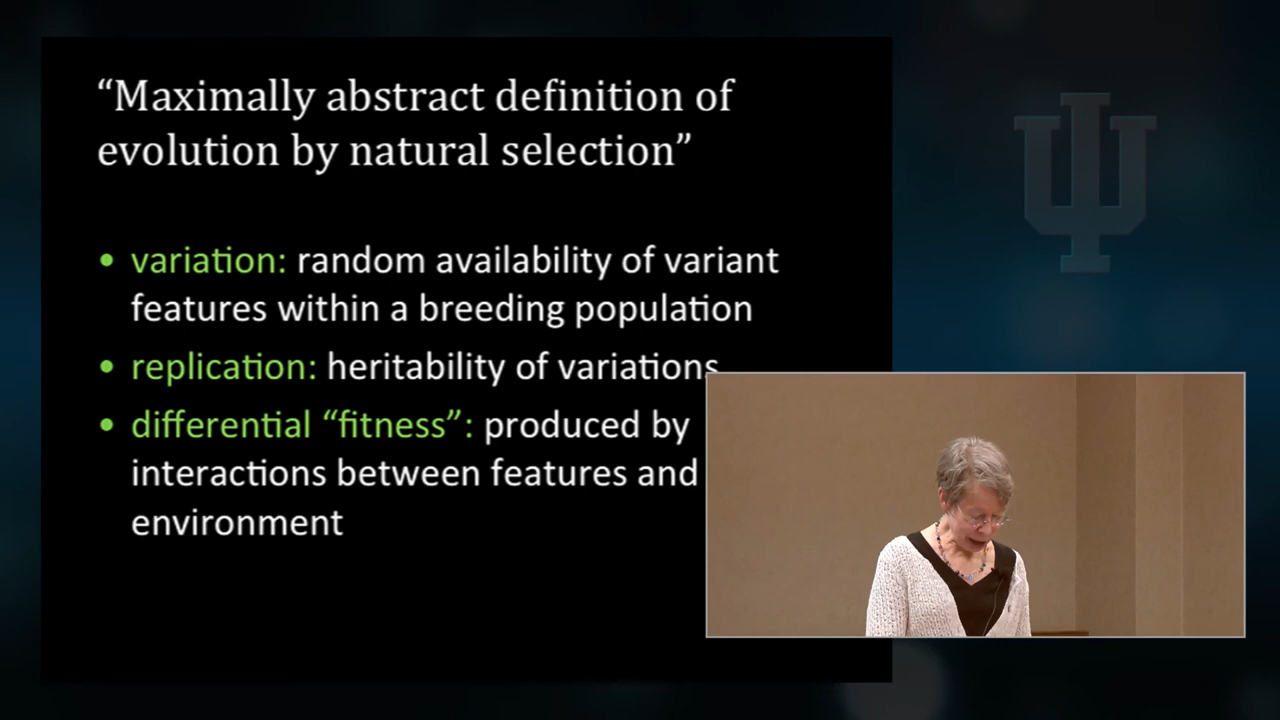 “Maximally abstract definition of
evolution by natural selection”
• variation: random availability of variant
features within a breeding population
• replication: heritability of variations
• differential “fitness”: produced by
interactions between features and
environment